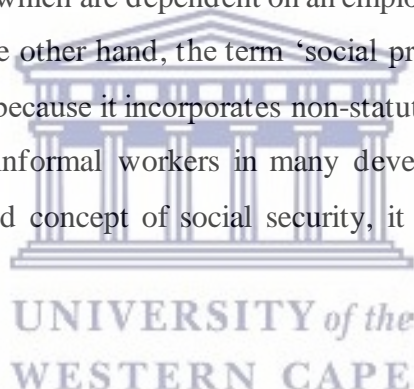 which are dependent on an employ
e other hand, the term ‘social pr
because it incorporates non-statut
informal workers in many deve
d concept of social security, it
UNIVERSITY of the
WESTERN CAPE